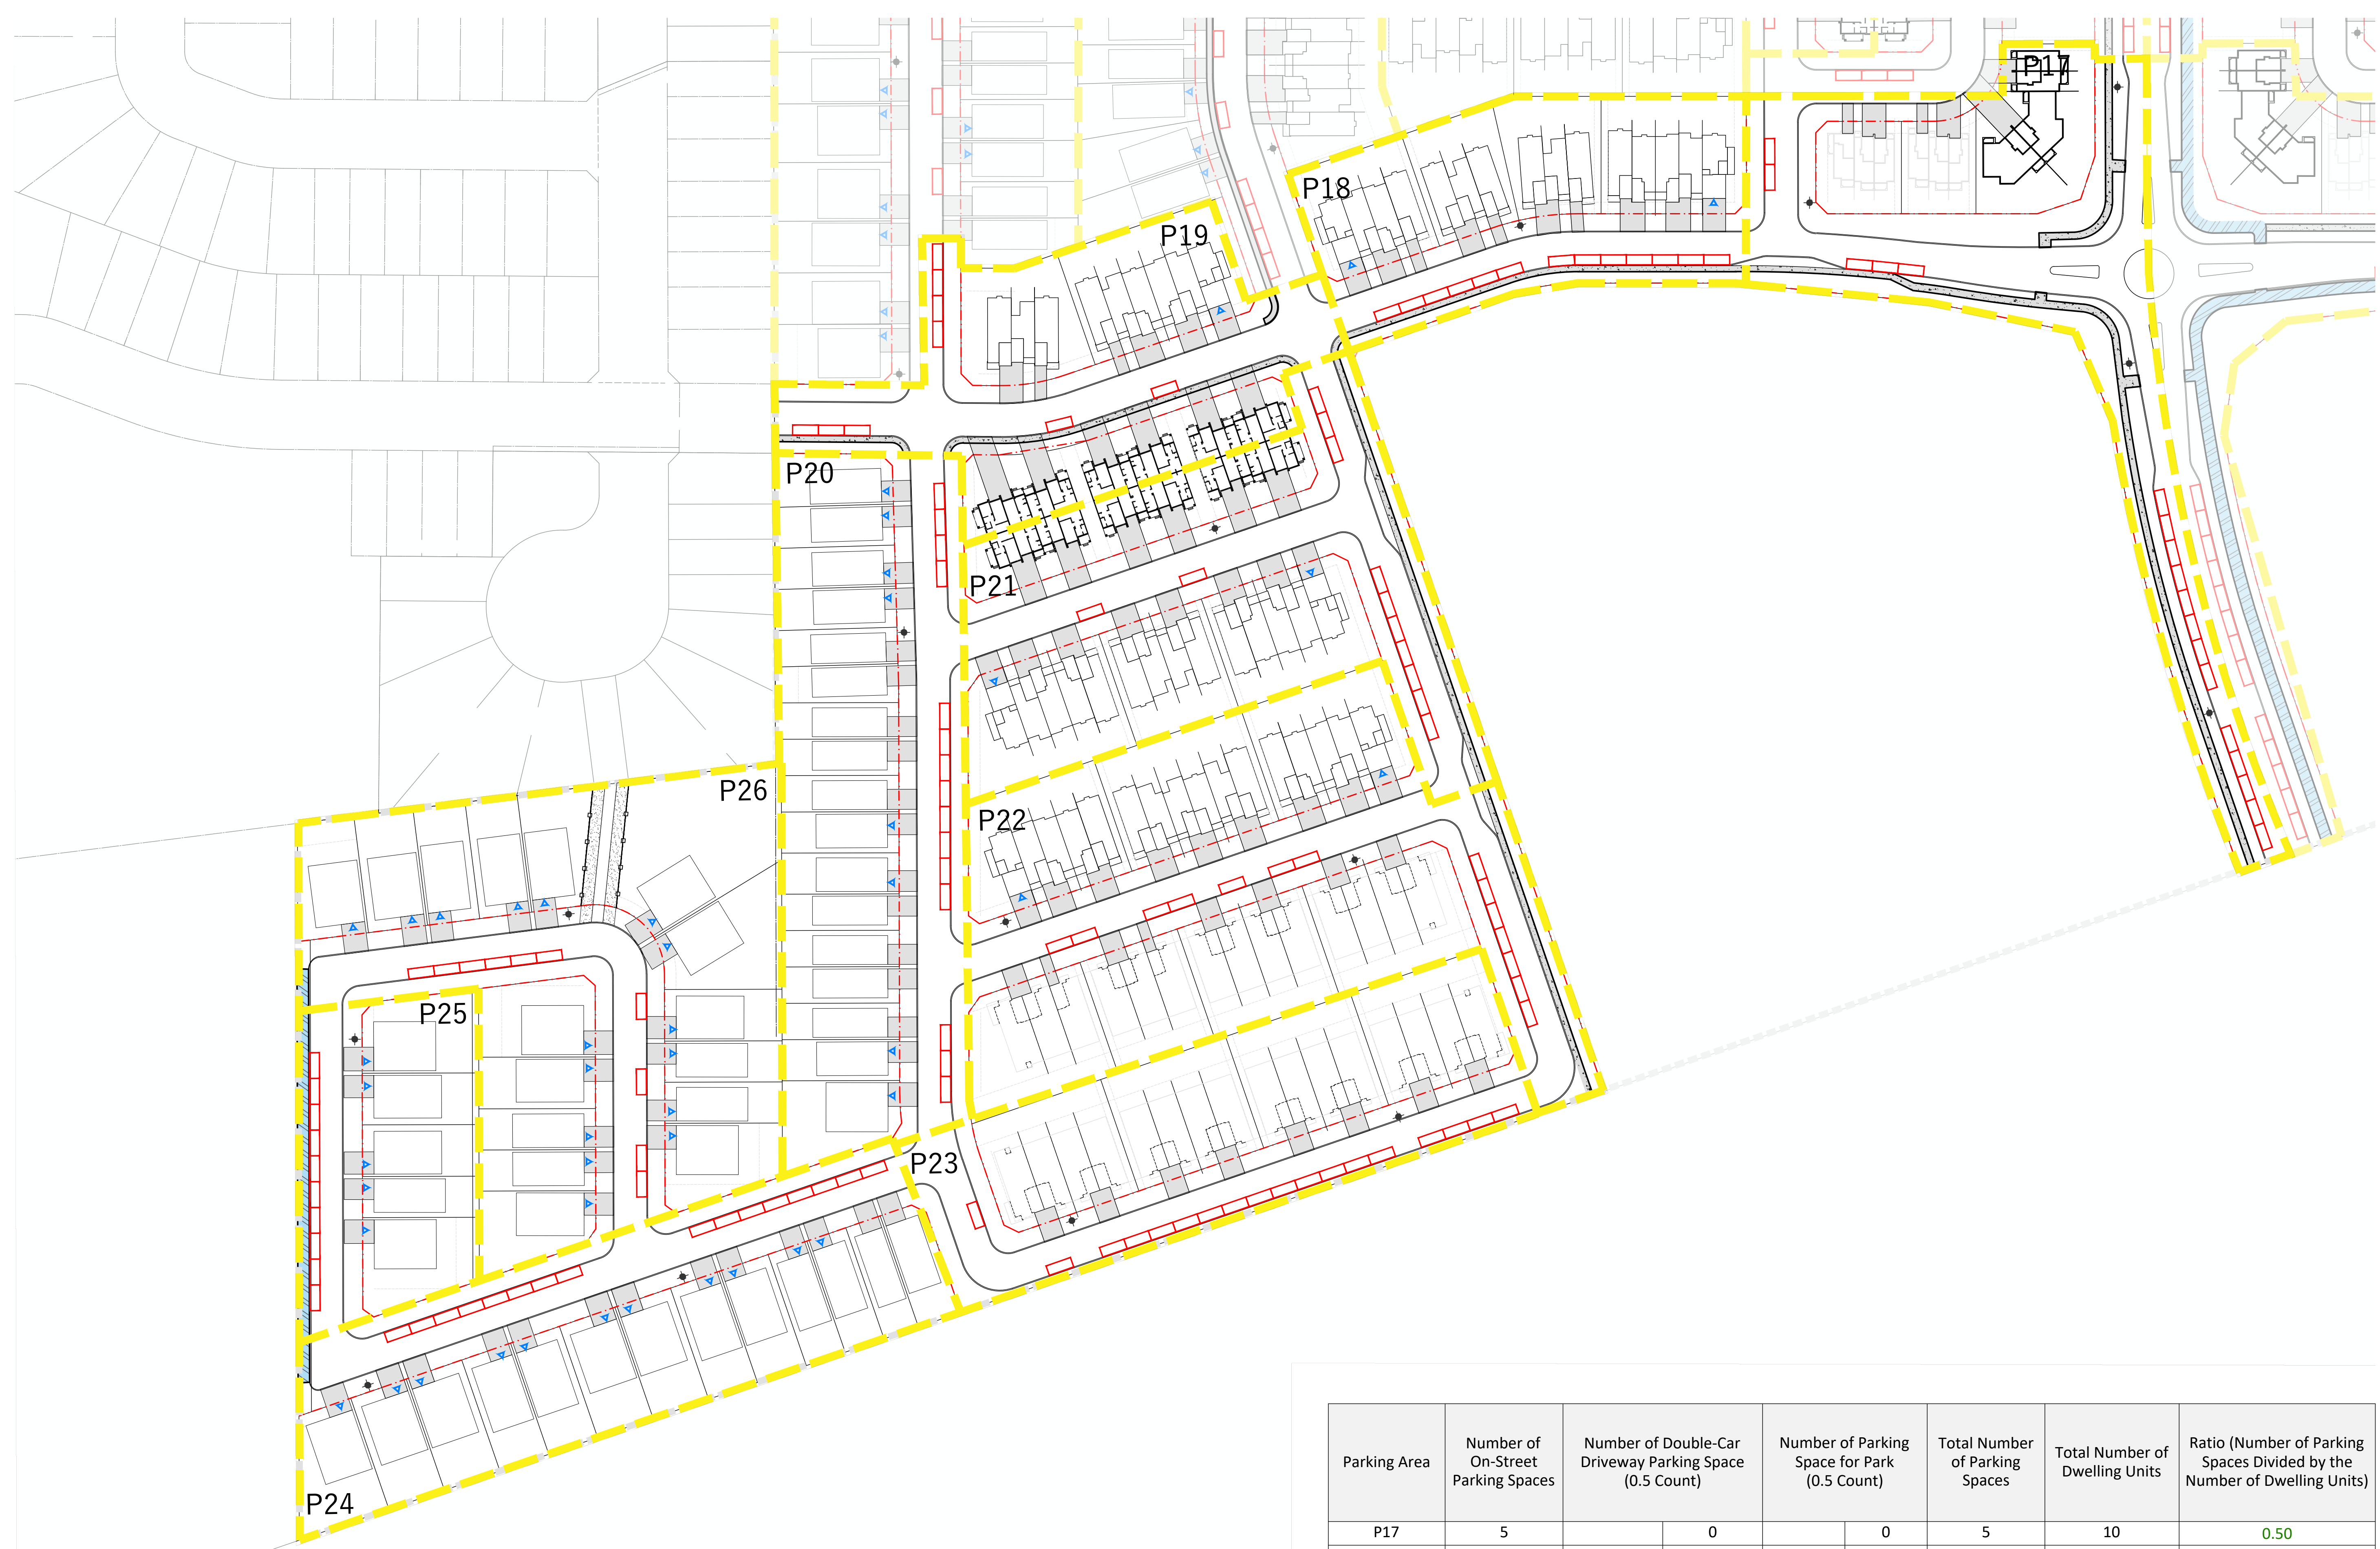 P17
P18
P19
P20
P21
P22
P26
P25
P23
P24
Parking Area
Number of
On-Street
Parking Spaces
Number of Double-Car
Driveway Parking Space
(0.5 Count)
Number of Parking
Space for Park
(0.5 Count)
Total Number
of Parking
Spaces
Total Number of
Dwelling Units
Ratio (Number of Parking
Spaces Divided by the
Number of Dwelling Units)
P17 5 0 0 5 10 0.50